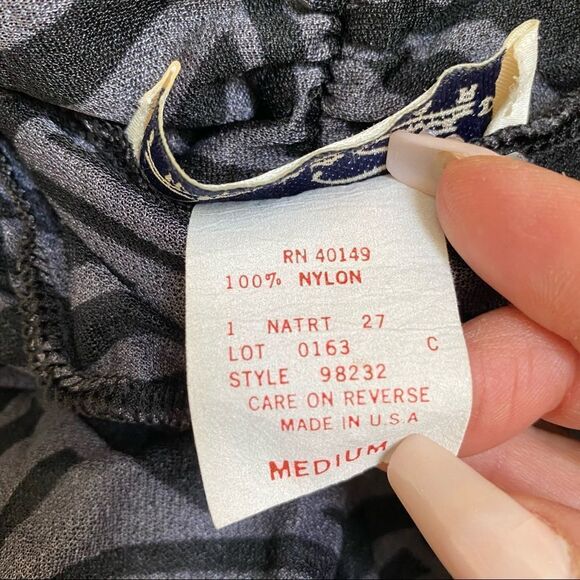 RN 40149
100% NYLON
1 NATRT 27
LOT 0163 C
STYLE 98232
CARE ON REVERSE
MADE IN U.S.A
MEDIUM